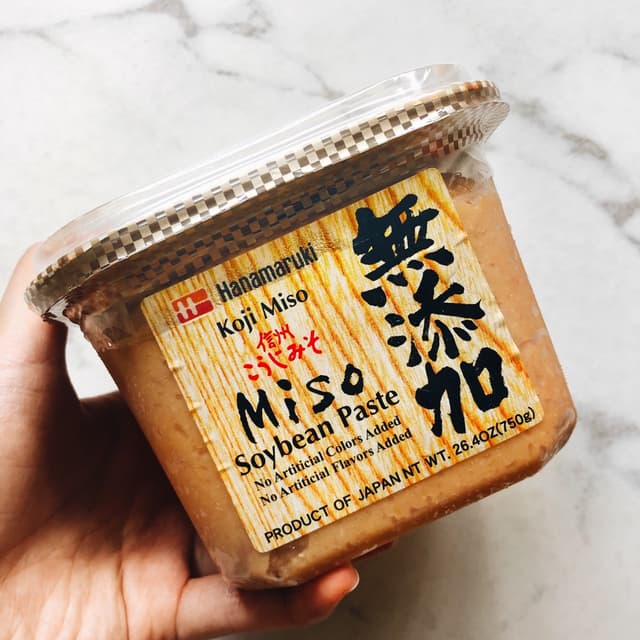 Hanamaruki
Koji Miso
信州
こうじみそ
Miso
Soybean Paste
No Artificial Colors Added
No Artificial Flavors Added
PRODUCT OF JAPAN NT WT. 26.4OZ(750g)
無添加